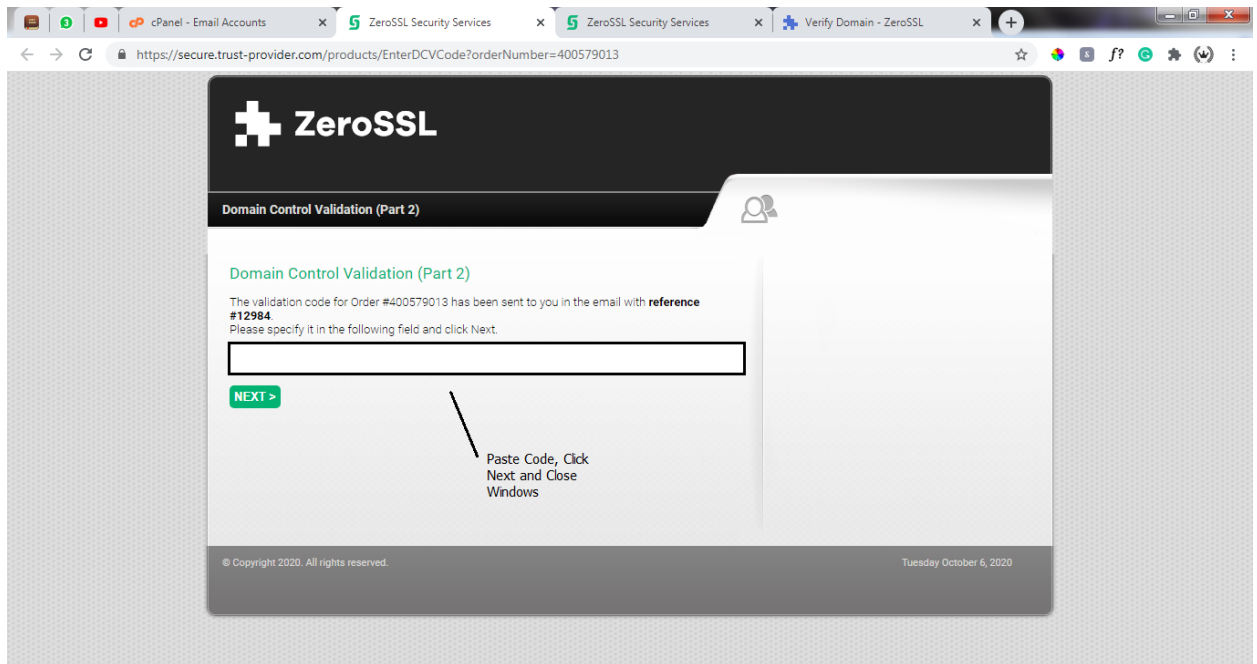 cPanel - Email Accounts
ZeroSSL Security Services
ZeroSSL Security Services
Verify Domain - ZeroSSL
https://secure.trust-provider.com/products/EnterDCVCode?orderNumber=400579013
f?
ZeroSSL
Domain Control Validation (Part 2)
Domain Control Validation (Part 2)
The validation code for Order #400579013 has been sent to you in the email with reference
#12984.
Please specify it in the following field and click Next.
NEXT >
Paste Code, Click
Next and Close
Windows
© Copyright 2020. All rights reserved.
Tuesday October 6, 2020